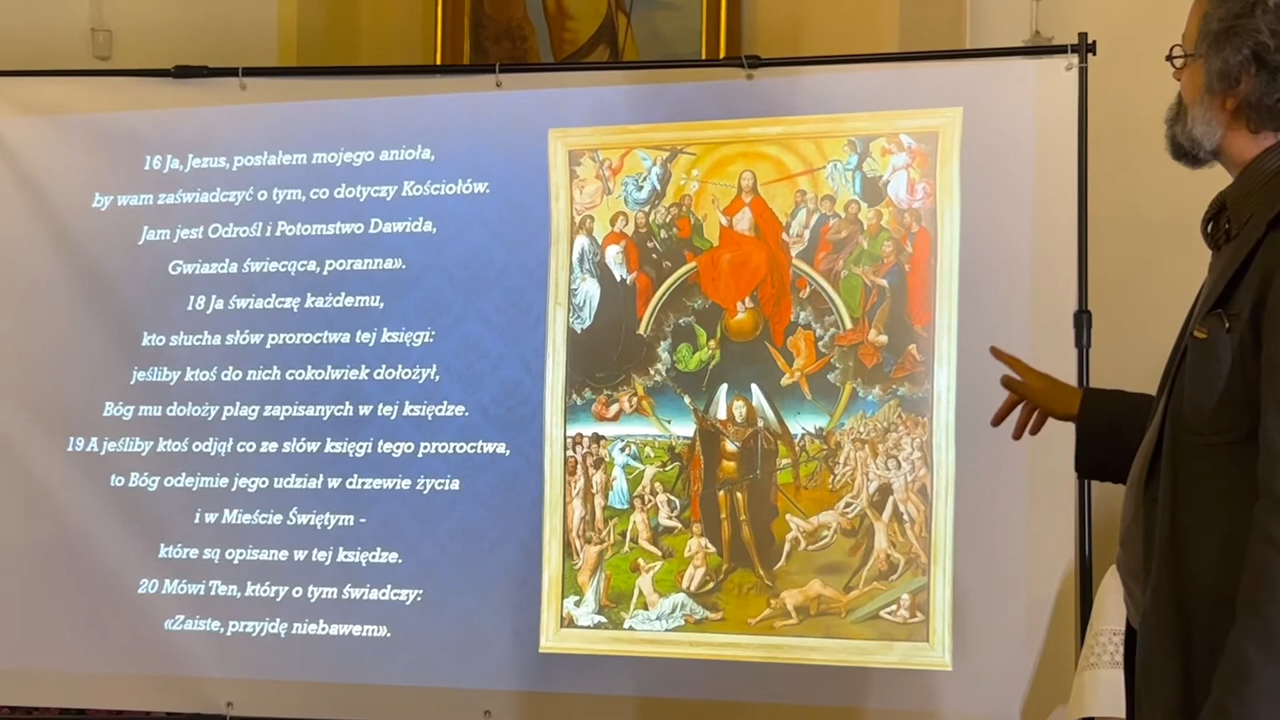 16 Ja, Jezus, posłałem mojego anioła,
by wam zaświadczyć o tym, co dotyczy Kościołów.
Jam jest Odrośl i Potomstwo Dawida,
Gwiazda świecąca, poranna».
18 Ja świadczę każdemu,
kto słucha słów proroctwa tej księgi:
jeśliby ktoś do nich cokolwiek dołożył,
Bóg mu dołoży plag zapisanych w tej księdze.
19 A jeśliby ktoś odjął co ze słów księgi tego proroctwa,
to Bóg odejmie jego udział w drzewie życia
i w Mieście Świętym -
które są opisane w tej księdze.
20 Mówi Ten, który o tym świadczy:
«Zaiste, przyjdę niebawem».